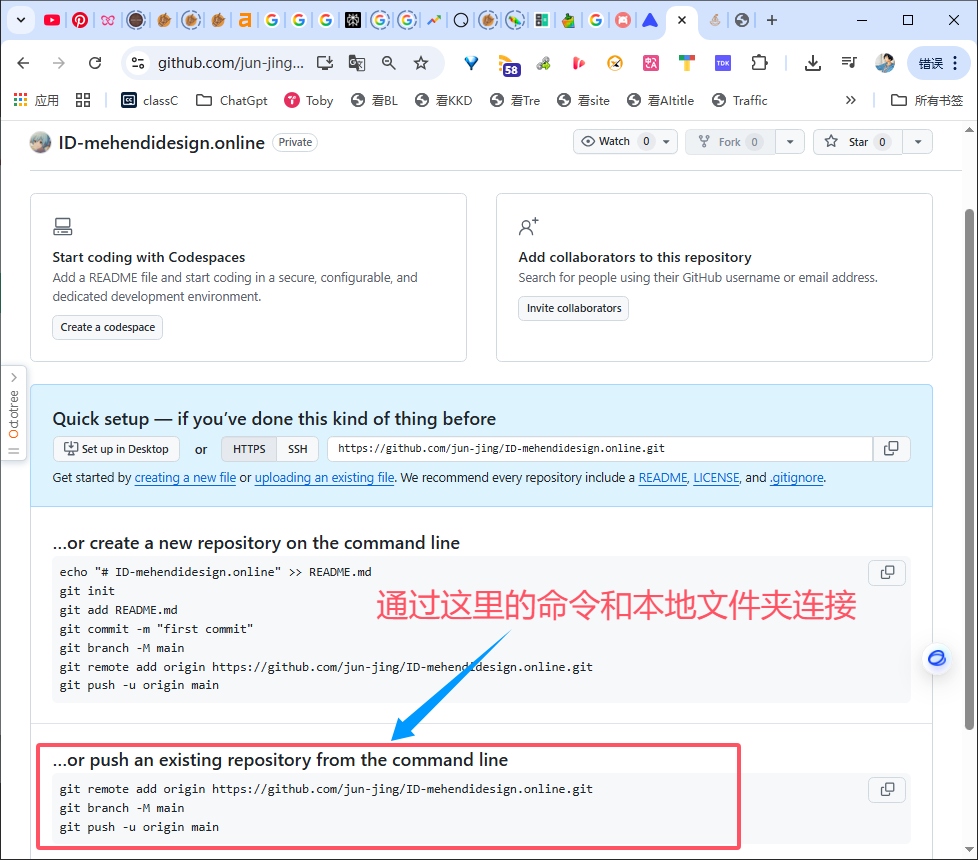 github.com/jun-jing...
58
TDK
错误
应用
classC
ChatGpt
Toby
看BL
看KKD
看Tre
看site
看AItitle
Traffic
所有书签
ID-mehendidesign.online
Private
Watch 0
Fork 0
Star 0
Start coding with Codespaces
Add a README file and start coding in a secure, configurable, and
dedicated development environment.
Create a codespace
Add collaborators to this repository
Search for people using their GitHub username or email address.
Invite collaborators
Octotree
Quick setup — if you've done this kind of thing before
Set up in Desktop or HTTPS SSH https://github.com/jun-jing/ID-mehendidesign.online.git
Get started by creating a new file or uploading an existing file. We recommend every repository include a README, LICENSE, and .gitignore.
...or create a new repository on the command line
echo "# ID-mehendidesign.online" >> README.md
git init
git add README.md
git commit -m "first commit"
git branch -M main
git remote add origin https://github.com/jun-jing/ID-mehendidesign.online.git
git push -u origin main
通过这里的命令和本地文件夹连接
...or push an existing repository from the command line
git remote add origin https://github.com/jun-jing/ID-mehendidesign.online.git
git branch -M main
git push -u origin main